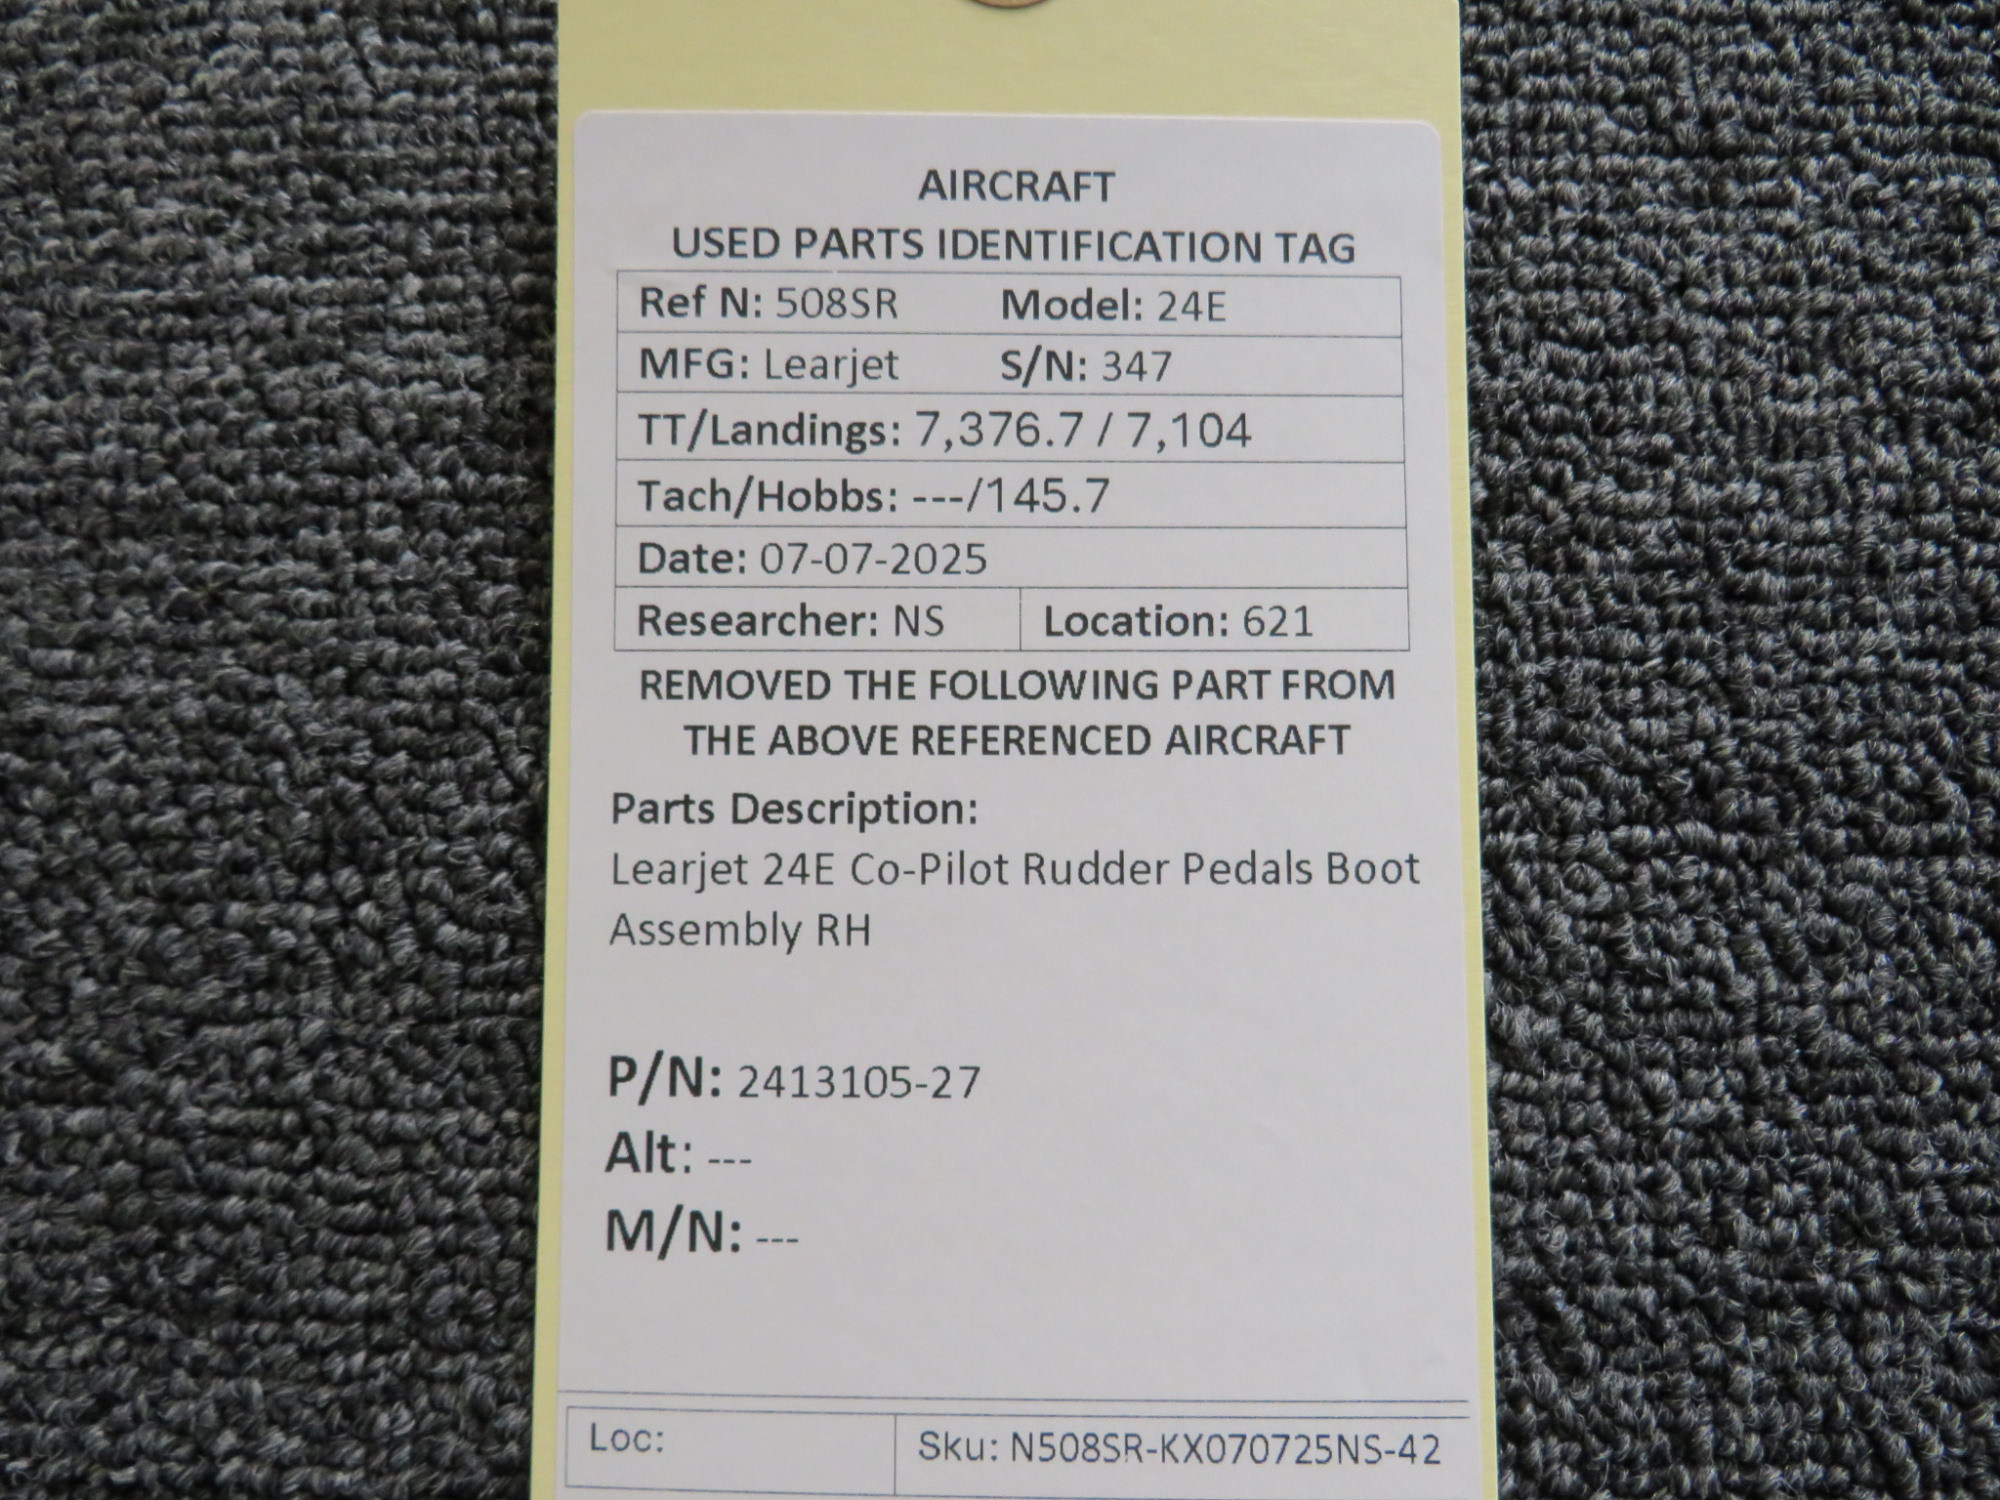 AIRCRAFT
USED PARTS IDENTIFICATION TAG
Ref N: 508SR Model: 24E
MFG: Learjet S/N: 347
TT/Landings: 7,376.7 / 7,104
Tach/Hobbs: ---/145.7
Date: 07-07-2025
Researcher: NS Location: 621
REMOVED THE FOLLOWING PART FROM
THE ABOVE REFERENCED AIRCRAFT
Parts Description:
Learjet 24E Co-Pilot Rudder Pedals Boot
Assembly RH
P/N: 2413105-27
Alt: ---
M/N: ---
Loc: Sku: N508SR-KX070725NS-42